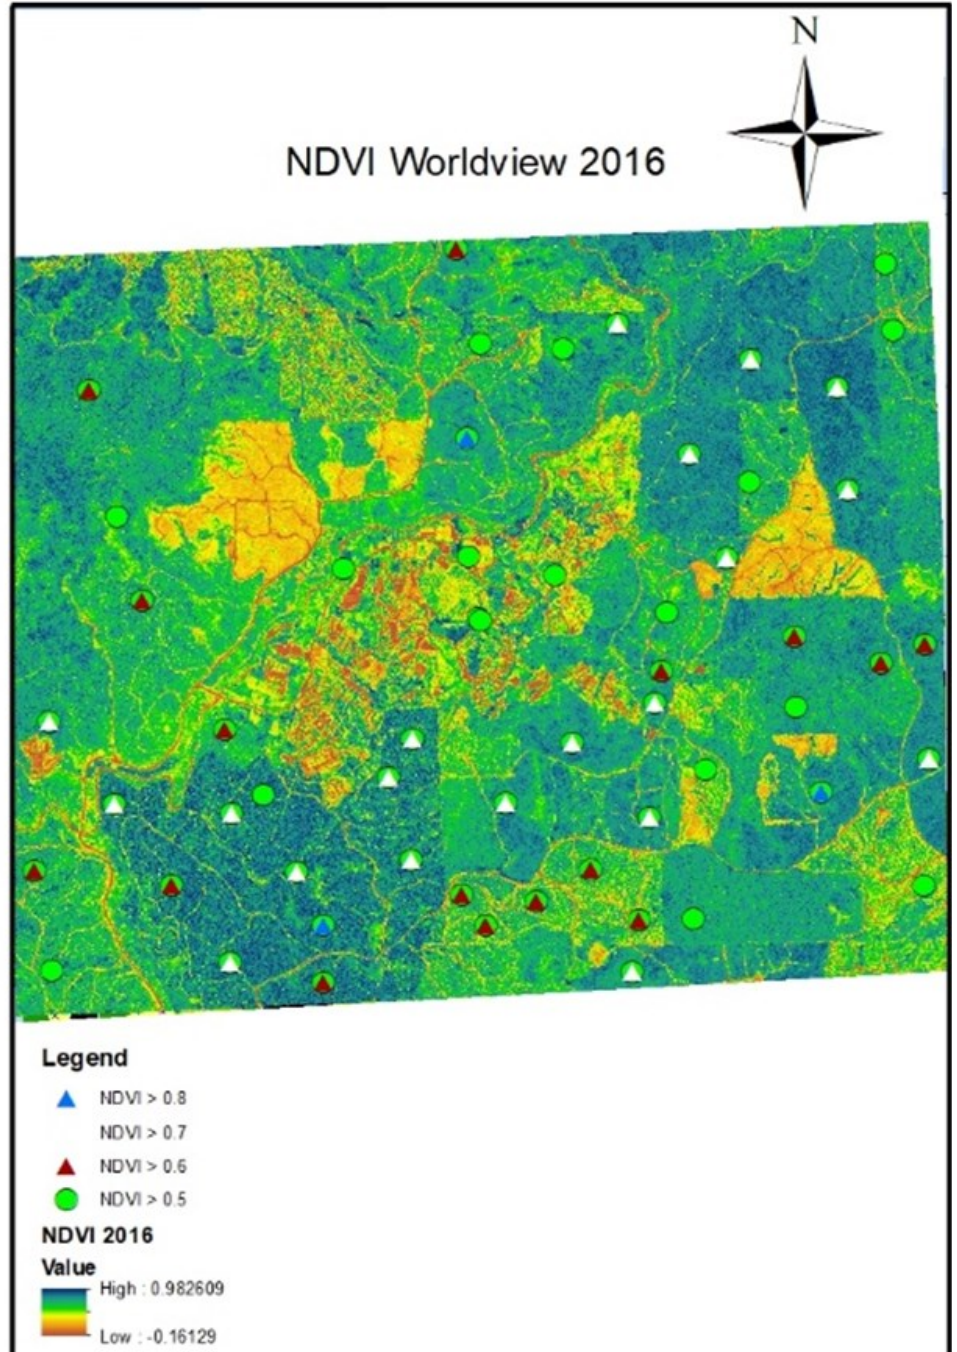 N
NDVI Worldview 2016
Legend
NDVI > 0.8
NDVI > 0.7
NDVI > 0.6
NDVI > 0.5
NDVI 2016
Value
High : 0.982609
Low : -0.16129